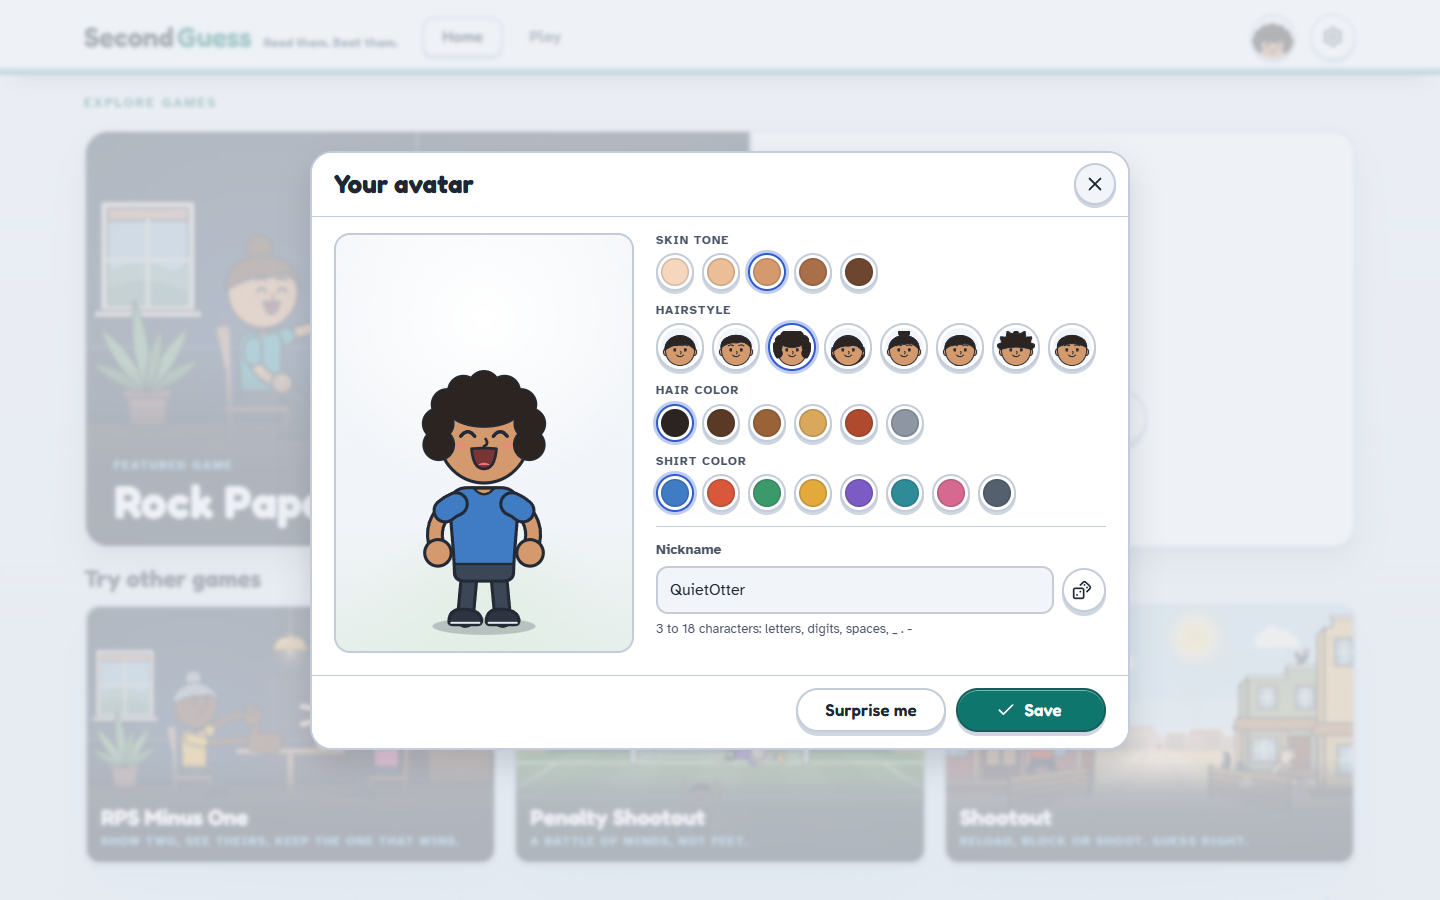 Second Guess Read them. Beat them. Home Play
EXPLORE GAMES
Your avatar
SKIN TONE
HAIRSTYLE
HAIR COLOR
SHIRT COLOR
Nickname
QuietOtter
3 to 18 characters: letters, digits, spaces, _ . -
Surprise me
Save
FEATURED GAME
Rock Pap
Try other games
RPS Minus One
SHOW TWO, SEE THEIRS, KEEP THE ONE THAT WINS.
Penalty Shootout
A BATTLE OF MINDS, NOT FEET.
Shootout
RELOAD, BLOCK OR SHOOT. GUESS RIGHT.